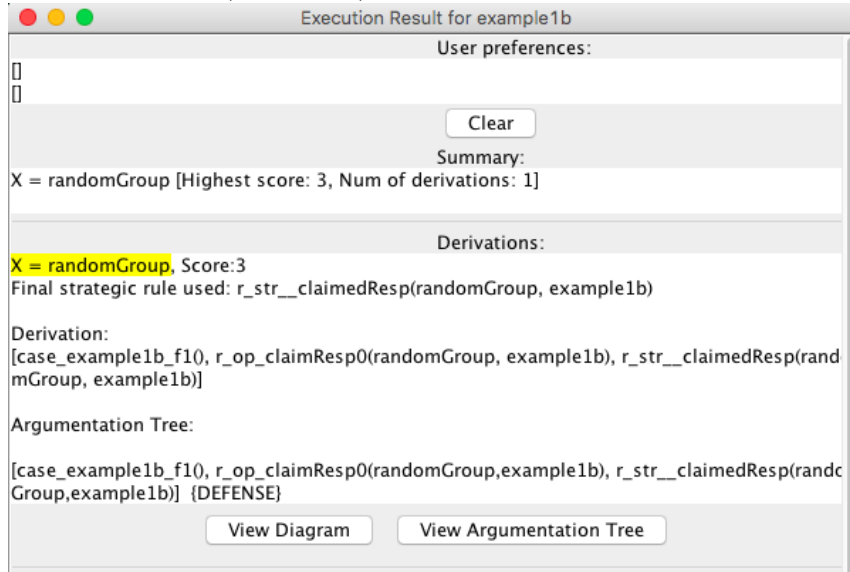 Execution Result for example1b
User preferences:
[]
[]
Clear
Summary:
X = randomGroup [Highest score: 3, Num of derivations: 1]
Derivations:
X = randomGroup, Score:3
Final strategic rule used: r_str__claimedResp(randomGroup, example1b)
Derivation:
[case_example1b_f1(), r_op_claimResp0(randomGroup, example1b), r_str__claimedResp(rand
mGroup, example1b)]
Argumentation Tree:
[case_example1b_f1(), r_op_claimResp0(randomGroup,example1b), r_str__claimedResp(randc
Group,example1b)] {DEFENSE}
View Diagram
View Argumentation Tree